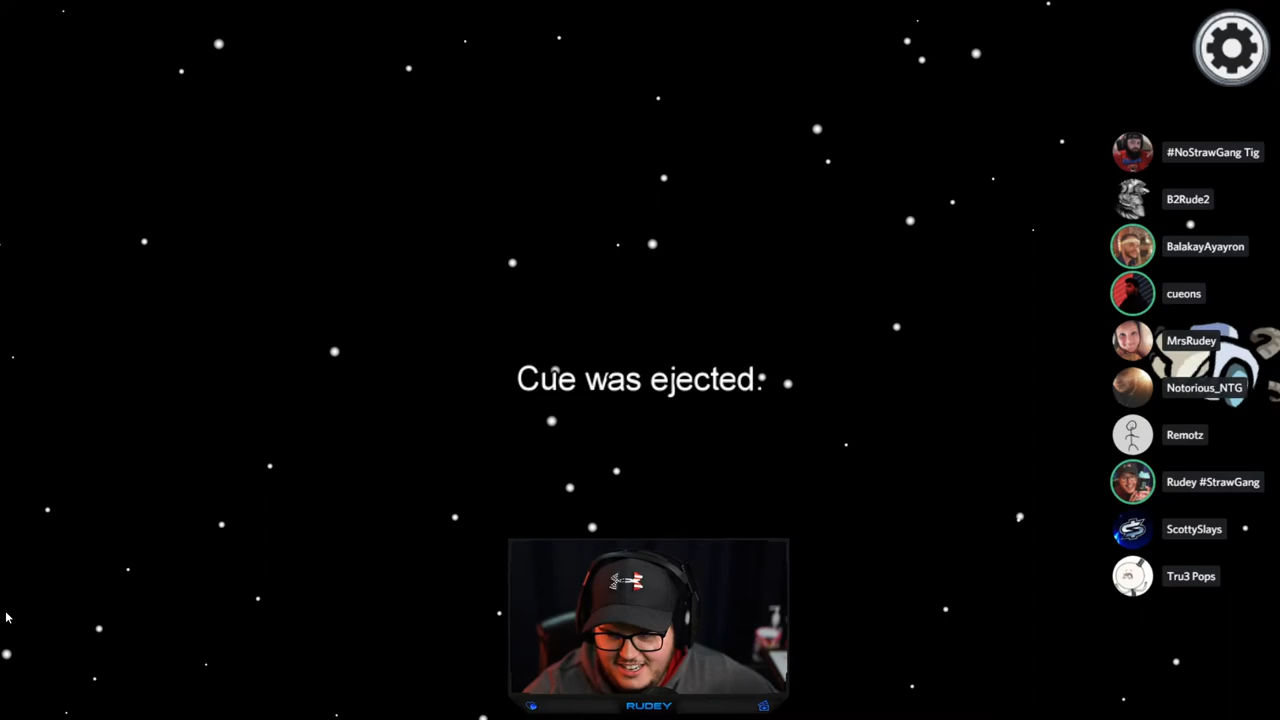 #NoStrawGang Tig
B2Rude2
BalakayAyayron
cueons
MrsRudey
Notorious_NTG
Cue was ejected.
Remotz
Rudey #StrawGang
ScottySlays
Tru3 Pops
RUDEY